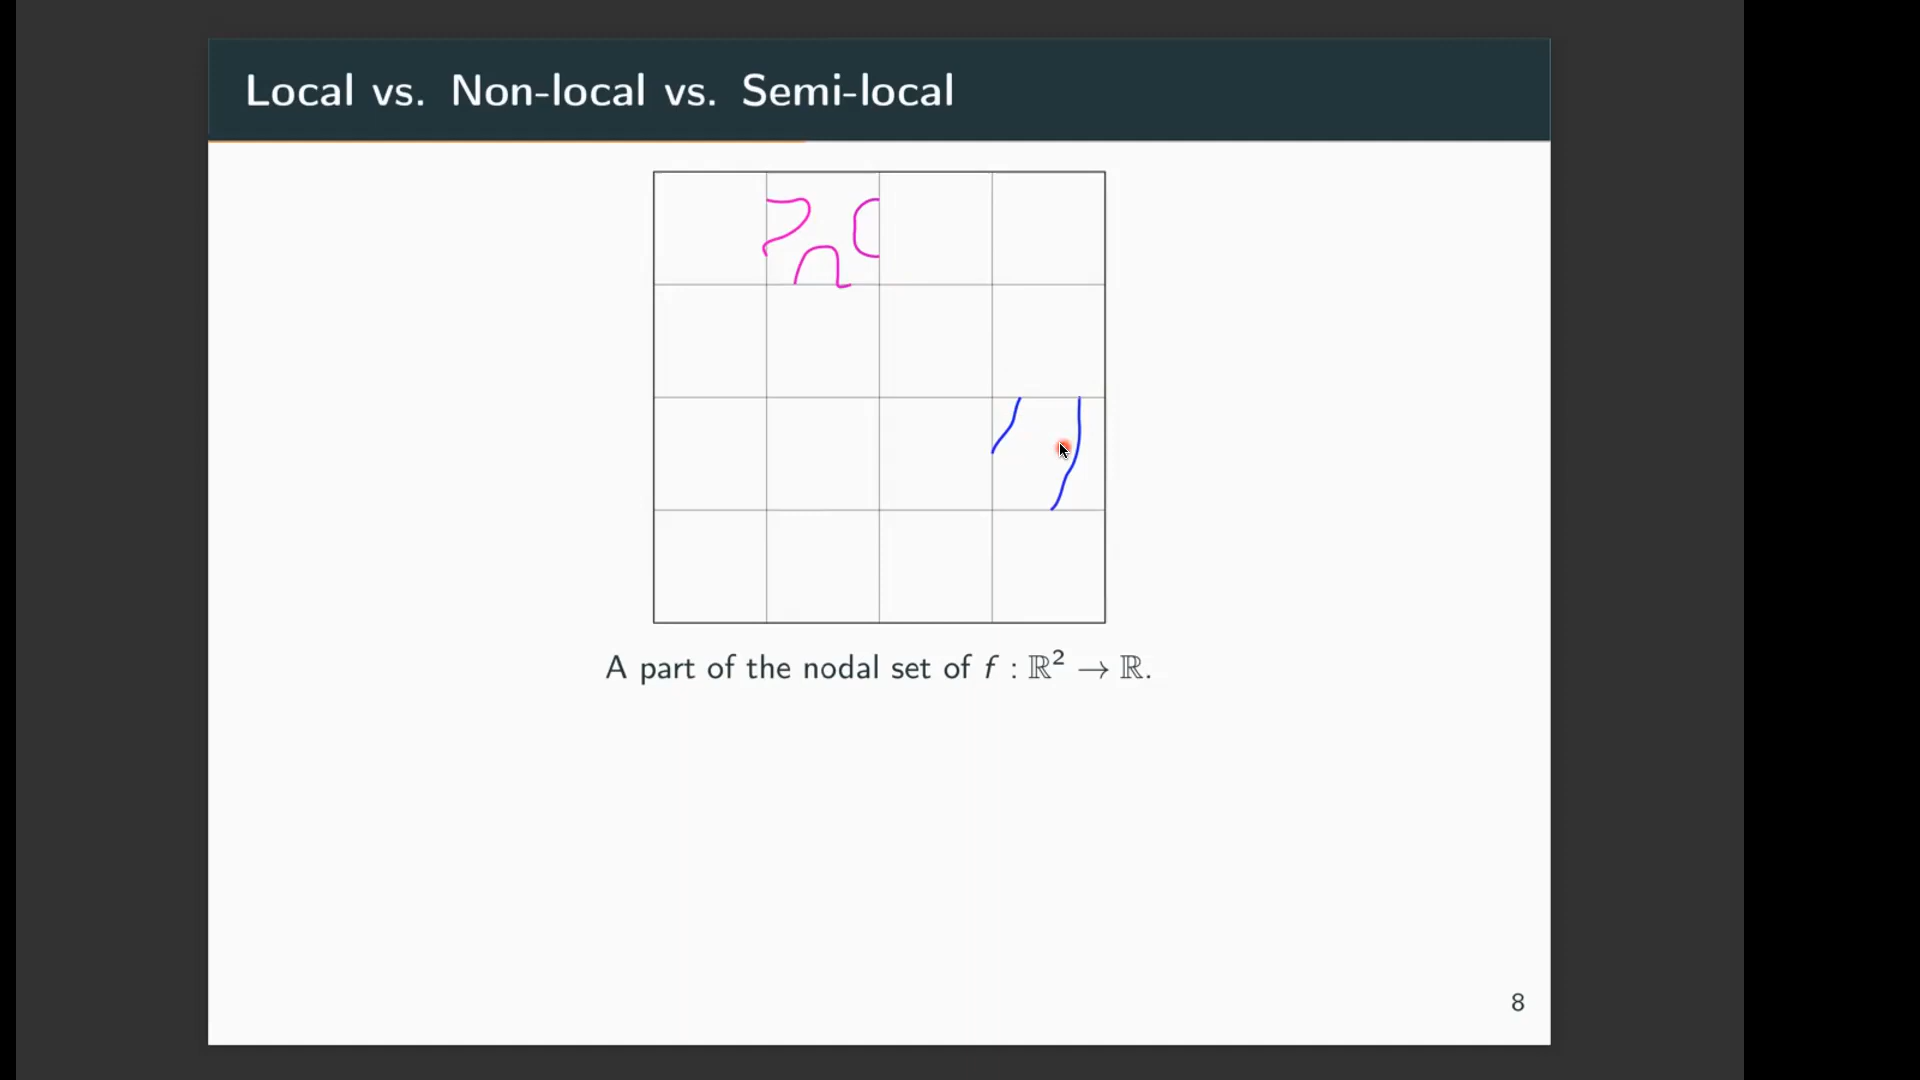 Local vs. Non-local vs. Semi-local
A part of the nodal set of f : ℝ² → ℝ.
8